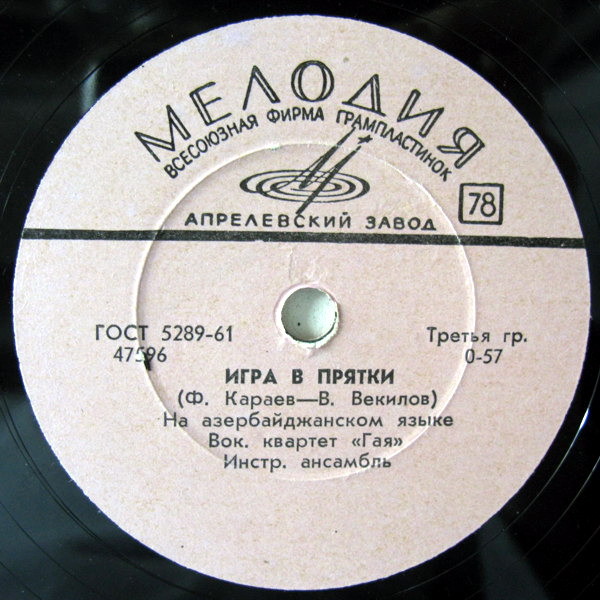 МЕЛОДИЯ
ВСЕСОЮЗНАЯ ФИРМА ГРАМПЛАСТИНОК
78
АПРЕЛЕВСКИЙ ЗАВОД
ГОСТ 5289-61 Третья гр.
47596 0-57
ИГРА В ПРЯТКИ
(Ф. Караев—В. Векилов)
На азербайджанском языке
Вок. квартет «Гая»
Инстр. ансамбль